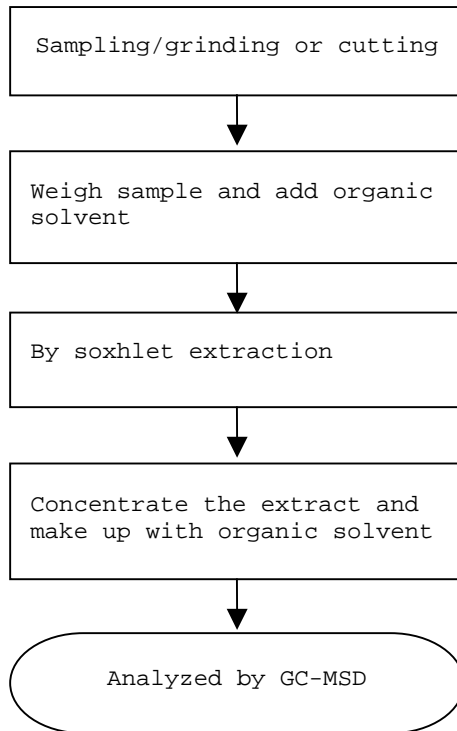 Sampling/grinding or cutting
Weigh sample and add organic
solvent
By soxhlet extraction
Concentrate the extract and
make up with organic solvent
Analyzed by GC-MSD